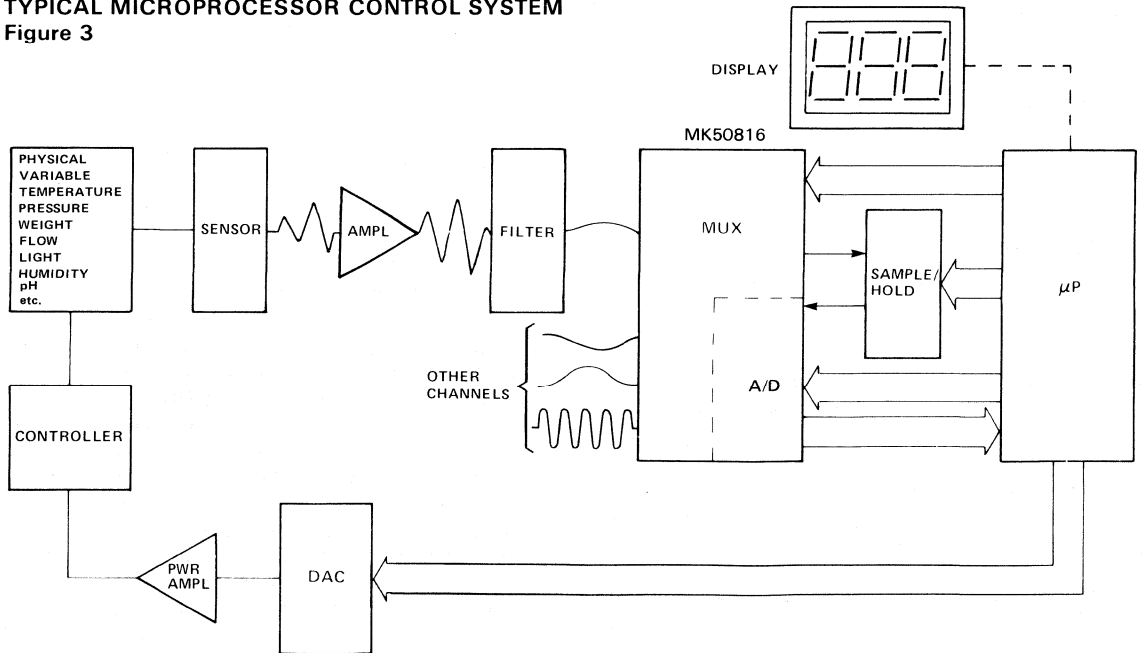 TYPICAL MICROPROCESSOR CONTROL SYSTEM
Figure 3
DISPLAY
MK50816
PHYSICAL
VARIABLE
TEMPERATURE
PRESSURE
WEIGHT
FLOW
LIGHT
HUMIDITY
pH
etc.
SENSOR
AMPL
FILTER
MUX
SAMPLE/
HOLD
μP
OTHER
CHANNELS
A/D
CONTROLLER
PWR
AMPL
DAC